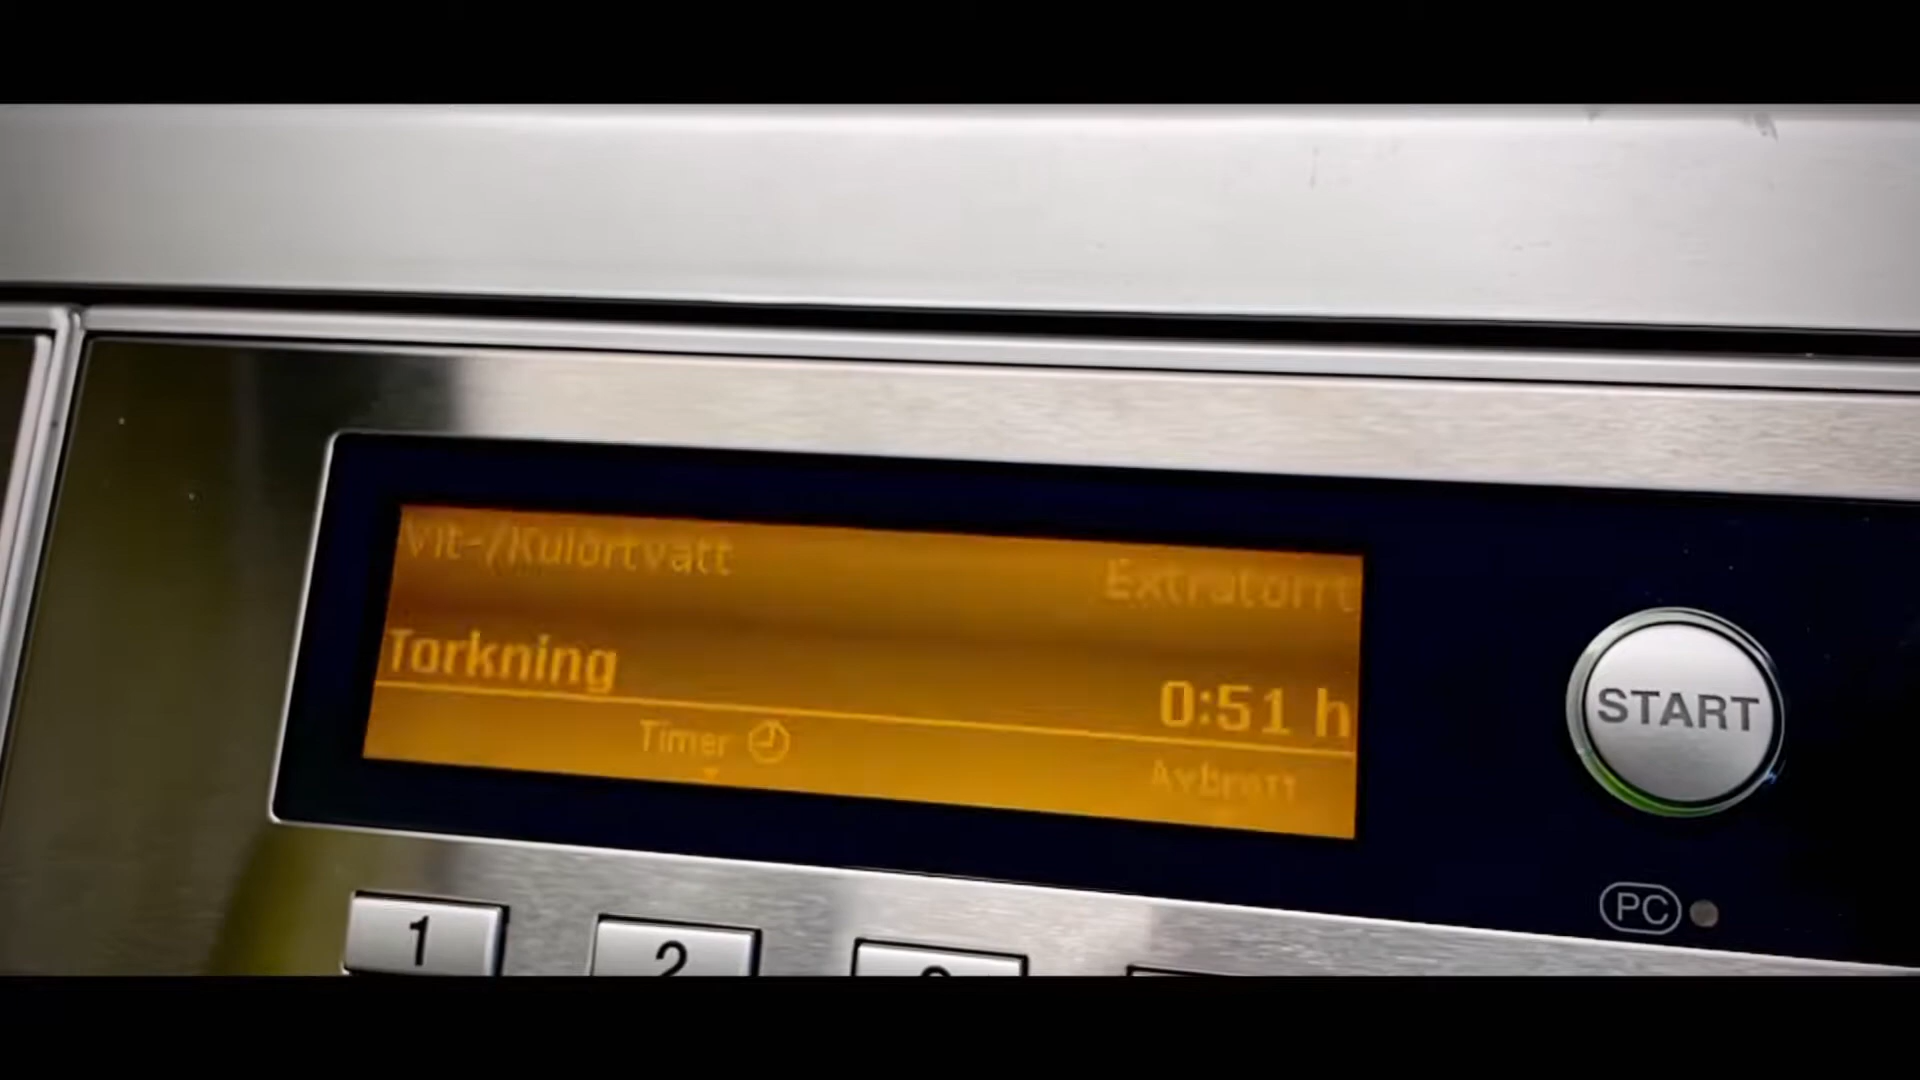 Vit-/Kulörtvätt
Extratorrt
Torkning
0:51 h
Timer
Avbrott
START
PC
1
2